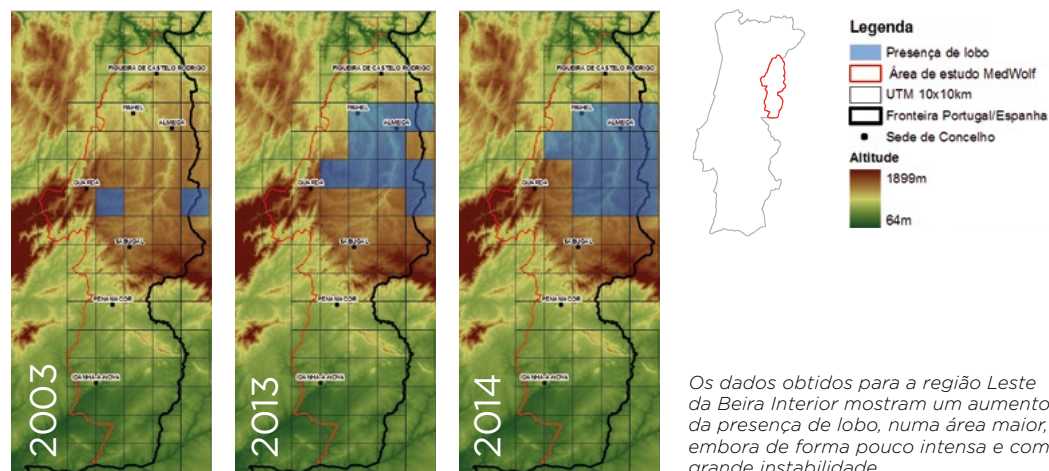 FIGUEIRA DE CASTELO RODRIGO
PINHEL
ALMEIDA
GUARDA
SABUGAL
PENAMACOR
IDANHA-A-NOVA
2003
FIGUEIRA DE CASTELO RODRIGO
PINHEL
ALMEIDA
GUARDA
SABUGAL
PENAMACOR
IDANHA-A-NOVA
2013
FIGUEIRA DE CASTELO RODRIGO
PINHEL
ALMEIDA
GUARDA
SABUGAL
PENAMACOR
IDANHA-A-NOVA
2014
Legenda
Presença de lobo
Área de estudo MedWolf
UTM 10x10km
Fronteira Portugal/Espanha
Sede de Concelho
Altitude
1899m
64m
Os dados obtidos para a região Leste
da Beira Interior mostram um aumento
da presença de lobo, numa área maior,
embora de forma pouco intensa e com
grande instabilidade